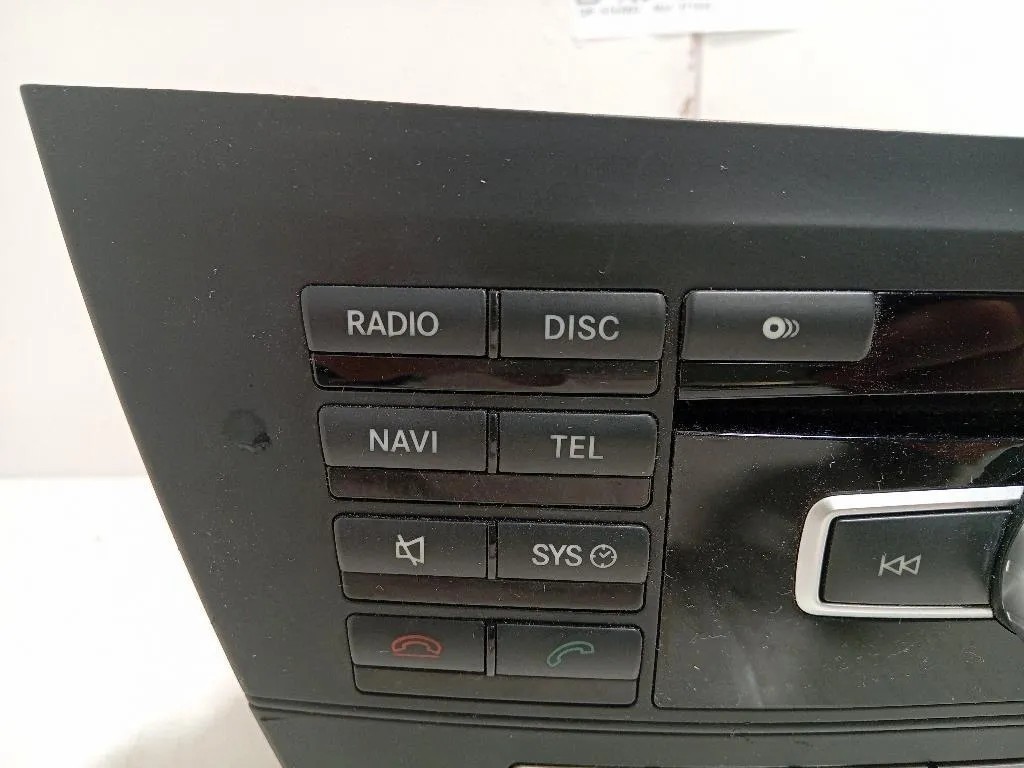 RADIO DISC
NAVI TEL
SYS